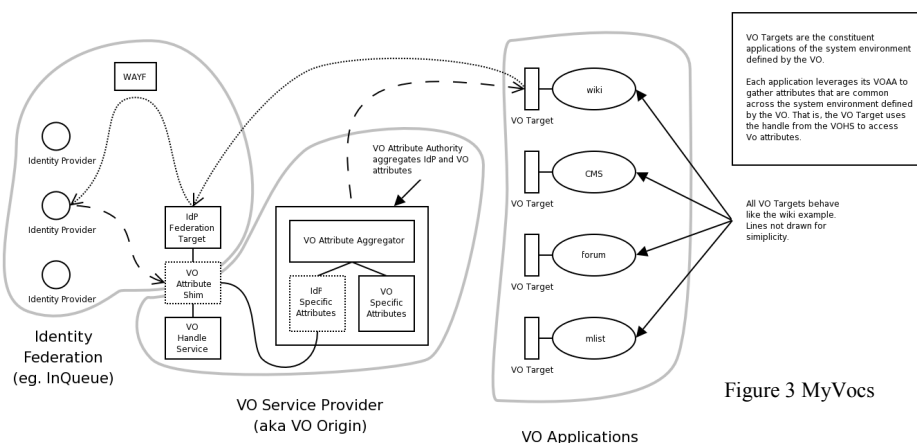 WAYF
Identity Provider
Identity Provider
Identity Provider
IdP
Federation
Target
VO
Attribute
Shim
VO
Handle
Service
Identity
Federation
(eg. InQueue)
VO Attribute Authority
aggregates IdP and VO
attributes
VO Attribute Aggregator
IdF
Specific
Attributes
VO
Specific
Attributes
VO Service Provider
(aka VO Origin)
wiki
VO Target
CMS
VO Target
forum
VO Target
mlist
VO Target
VO Applications
VO Targets are the constituent
applications of the system environment
defined by the VO.
Each application leverages its VOAA to
gather attributes that are common
across the system environment defined
by the VO. That is, the VO Target uses
the handle from the VOHS to access
Vo attributes.
All VO Targets behave
like the wiki example.
Lines not drawn for
simiplicity.
Figure 3 MyVocs